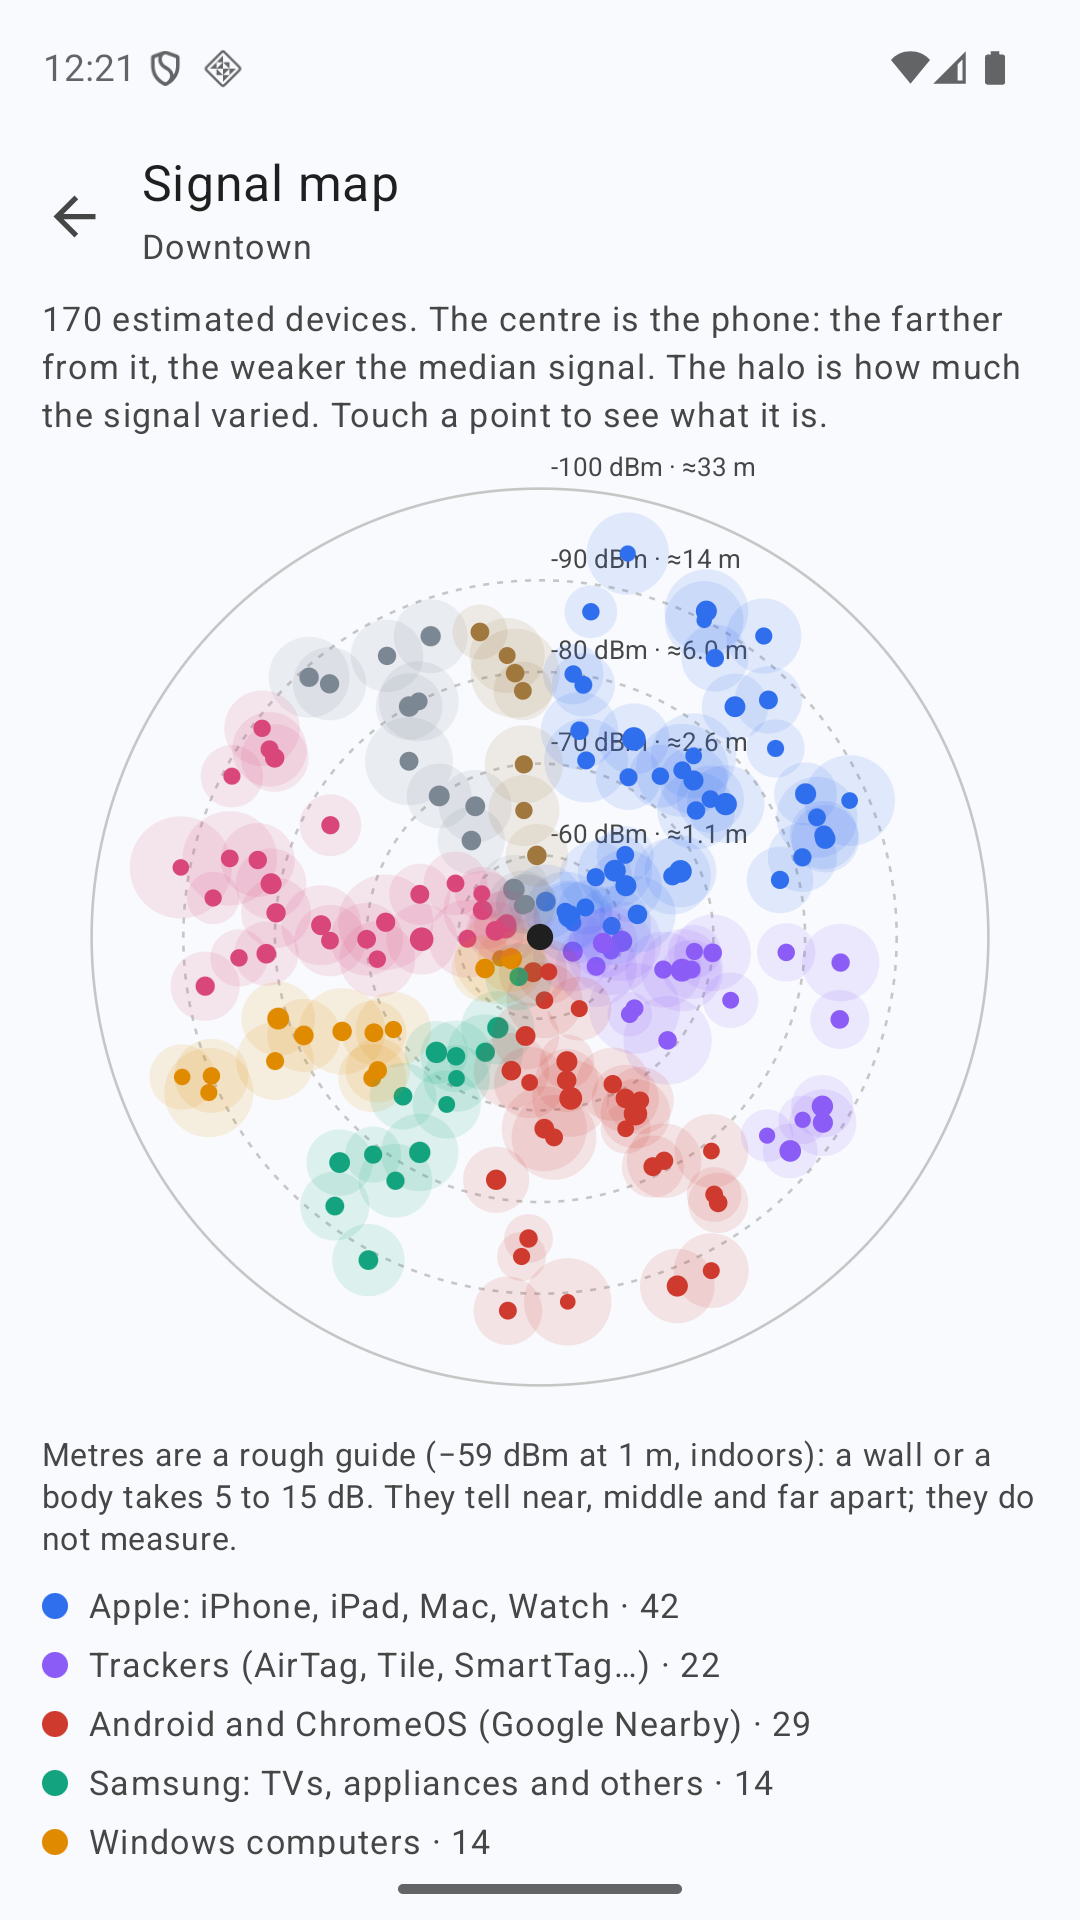 12:21
Signal map
Downtown
170 estimated devices. The centre is the phone: the farther
from it, the weaker the median signal. The halo is how much
the signal varied. Touch a point to see what it is.
-100 dBm · ≈33 m
-90 dBm · ≈14 m
-80 dBm · ≈6.0 m
-70 dBm · ≈2.6 m
-60 dBm · ≈1.1 m
Metres are a rough guide (−59 dBm at 1 m, indoors): a wall or a
body takes 5 to 15 dB. They tell near, middle and far apart; they do
not measure.
Apple: iPhone, iPad, Mac, Watch · 42
Trackers (AirTag, Tile, SmartTag…) · 22
Android and ChromeOS (Google Nearby) · 29
Samsung: TVs, appliances and others · 14
Windows computers · 14